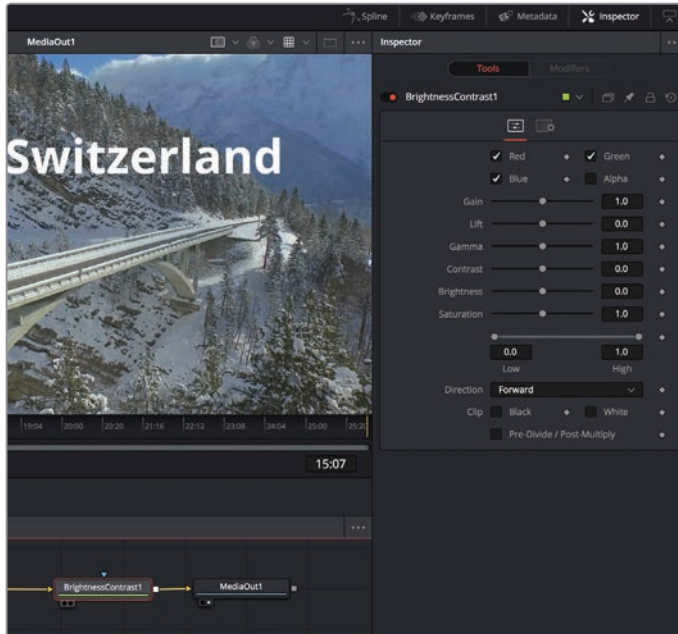 Spline Keyframes Metadata Inspector
MediaOut1
Inspector
Tools Modifiers
BrightnessContrast1
Red Green
Blue Alpha
Gain 1.0
Lift 0.0
Gamma 1.0
Contrast 0.0
Brightness 0.0
Saturation 1.0
0.0 1.0
Low High
Direction Forward
Clip Black White
Pre-Divide / Post-Multiply
Switzerland
19:04 20:00 20:20 21:16 22:12 23:08 24:04 25:00
15:07
BrightnessContrast1 MediaOut1